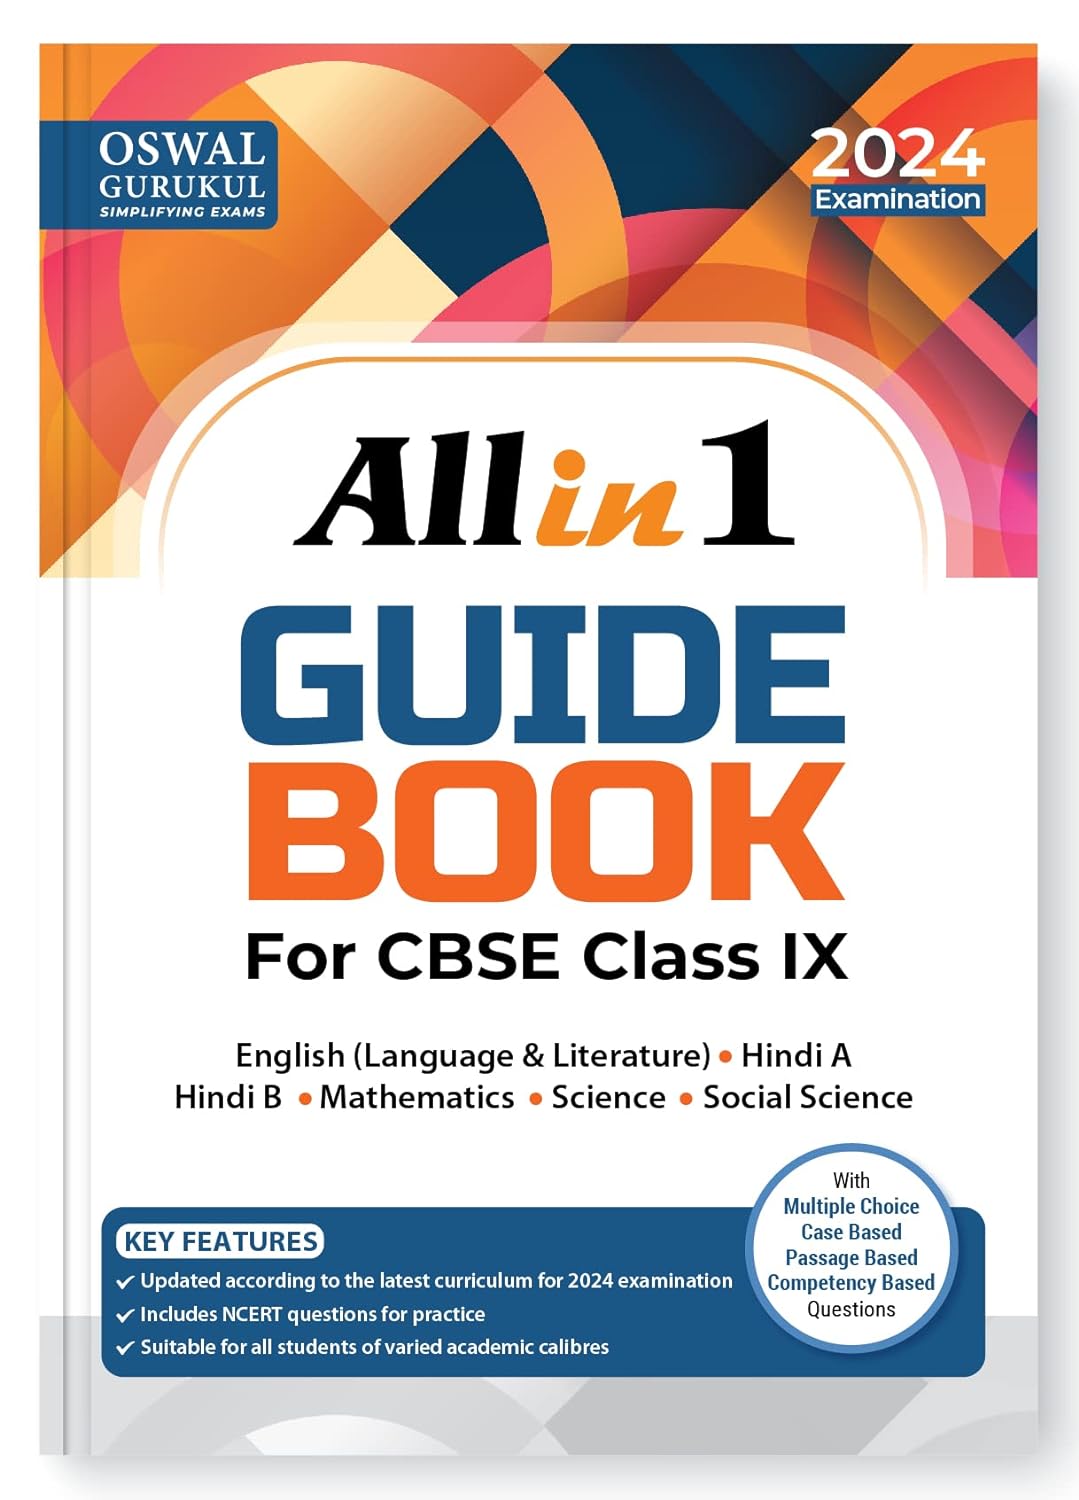 OSWAL
GURUKUL
SIMPLIFYING EXAMS
2024
Examination
All in 1
GUIDE
BOOK
For CBSE Class IX
English (Language & Literature) • Hindi A
Hindi B • Mathematics • Science • Social Science
With
Multiple Choice
Case Based
Passage Based
Competency Based
Questions
KEY FEATURES
✓ Updated according to the latest curriculum for 2024 examination
✓ Includes NCERT questions for practice
✓ Suitable for all students of varied academic calibres